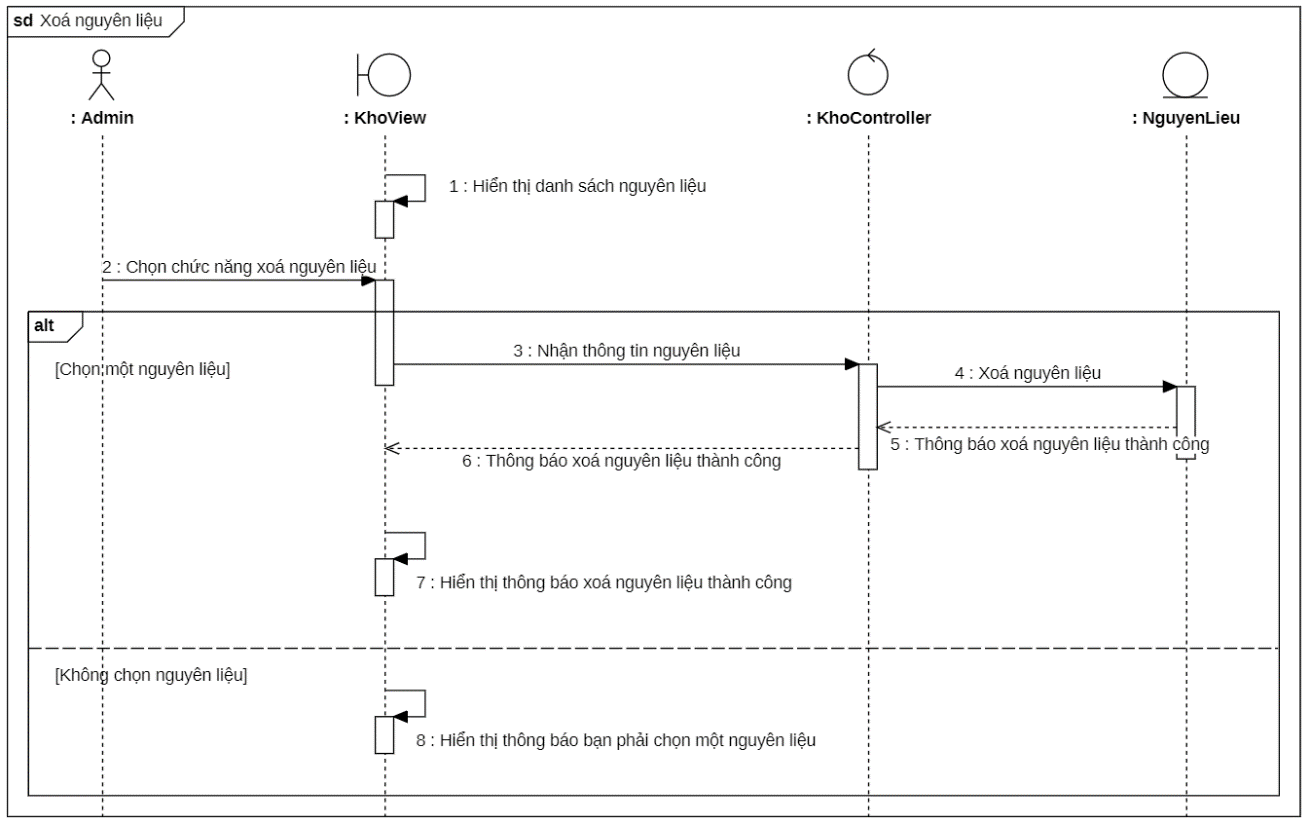 sd Xoá nguyên liệu
: Admin
: KhoView
: KhoController
: NguyenLieu
1 : Hiển thị danh sách nguyên liệu
2 : Chọn chức năng xoá nguyên liệu
alt
[Chọn một nguyên liệu]
3 : Nhận thông tin nguyên liệu
4 : Xoá nguyên liệu
5 : Thông báo xoá nguyên liệu thành công
6 : Thông báo xoá nguyên liệu thành công
7 : Hiển thị thông báo xoá nguyên liệu thành công
[Không chọn nguyên liệu]
8 : Hiển thị thông báo bạn phải chọn một nguyên liệu